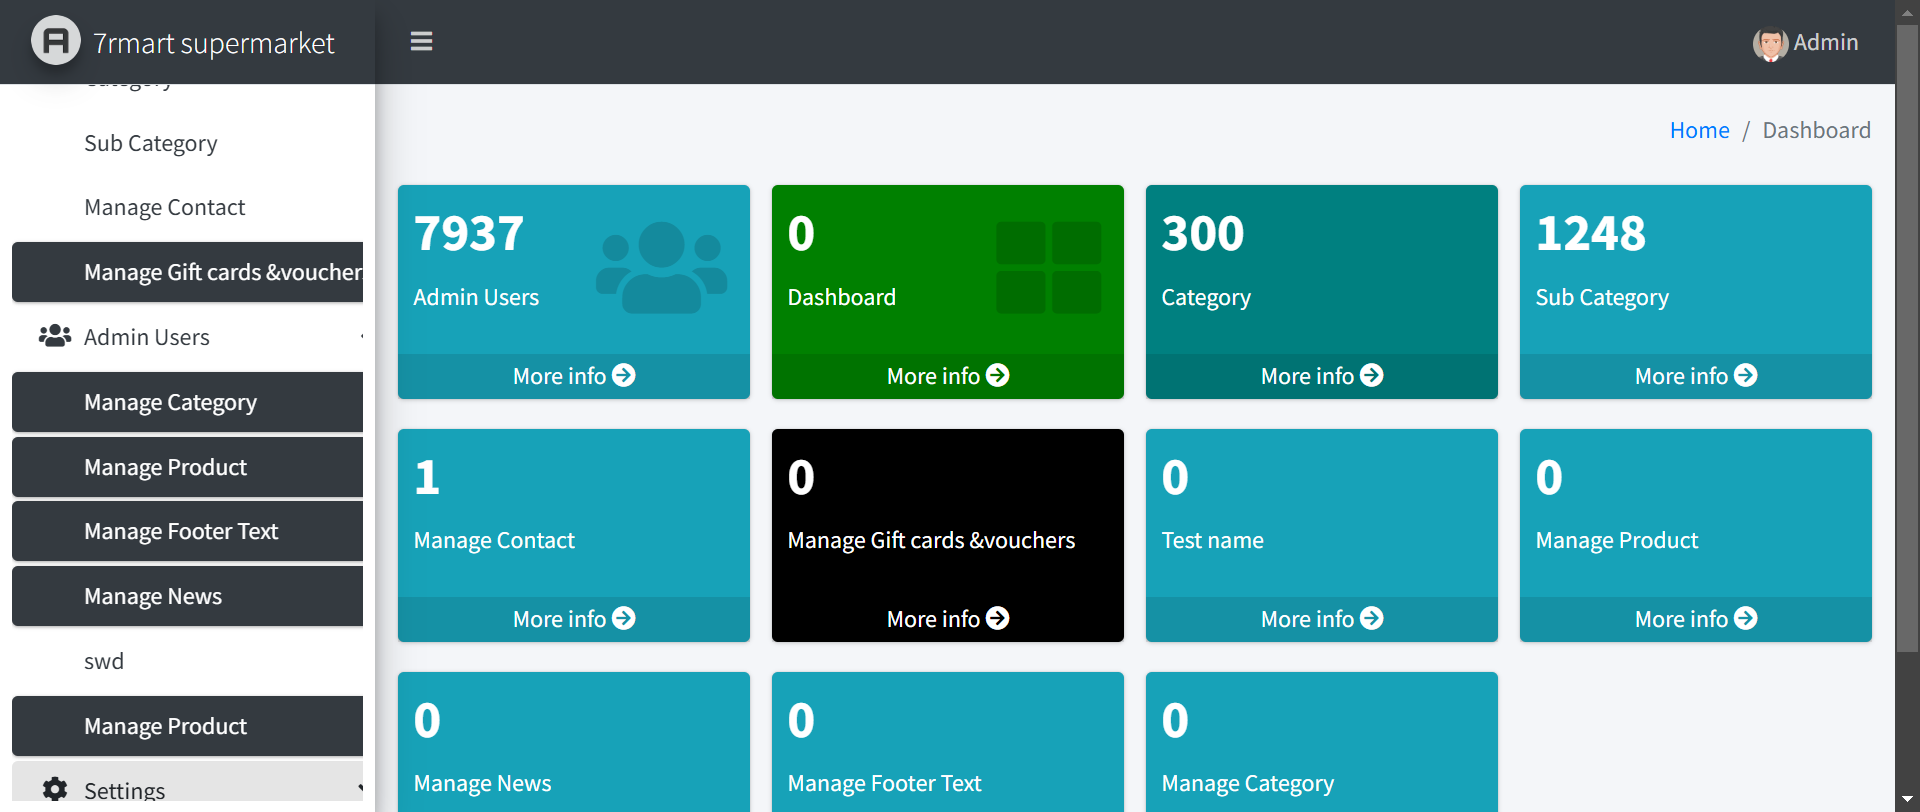 7rmart supermarket
Admin
Category
Sub Category
Manage Contact
Manage Gift cards &voucher
Admin Users
Manage Category
Manage Product
Manage Footer Text
Manage News
swd
Manage Product
Settings
Home / Dashboard
7937
Admin Users
More info
0
Dashboard
More info
300
Category
More info
1248
Sub Category
More info
1
Manage Contact
More info
0
Manage Gift cards &vouchers
More info
0
Test name
More info
0
Manage Product
More info
0
Manage News
0
Manage Footer Text
0
Manage Category